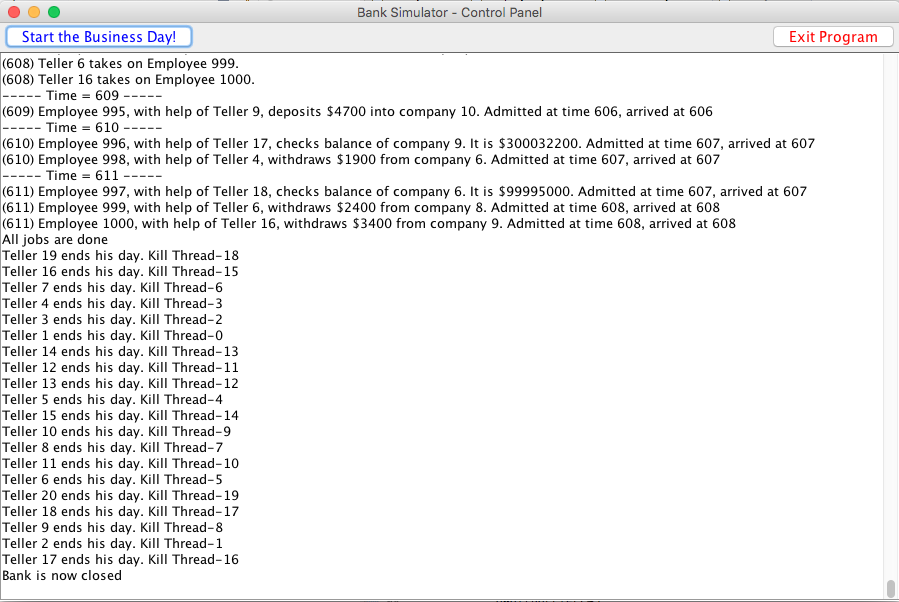 Bank Simulator - Control Panel
Start the Business Day!
Exit Program
(608) Teller 6 takes on Employee 999.
(608) Teller 16 takes on Employee 1000.
----- Time = 609 -----
(609) Employee 995, with help of Teller 9, deposits $4700 into company 10. Admitted at time 606, arrived at 606
----- Time = 610 -----
(610) Employee 996, with help of Teller 17, checks balance of company 9. It is $300032200. Admitted at time 607, arrived at 607
(610) Employee 998, with help of Teller 4, withdraws $1900 from company 6. Admitted at time 607, arrived at 607
----- Time = 611 -----
(611) Employee 997, with help of Teller 18, checks balance of company 6. It is $99995000. Admitted at time 607, arrived at 607
(611) Employee 999, with help of Teller 6, withdraws $2400 from company 8. Admitted at time 608, arrived at 608
(611) Employee 1000, with help of Teller 16, withdraws $3400 from company 9. Admitted at time 608, arrived at 608
All jobs are done
Teller 19 ends his day. Kill Thread-18
Teller 16 ends his day. Kill Thread-15
Teller 7 ends his day. Kill Thread-6
Teller 4 ends his day. Kill Thread-3
Teller 3 ends his day. Kill Thread-2
Teller 1 ends his day. Kill Thread-0
Teller 14 ends his day. Kill Thread-13
Teller 12 ends his day. Kill Thread-11
Teller 13 ends his day. Kill Thread-12
Teller 5 ends his day. Kill Thread-4
Teller 15 ends his day. Kill Thread-14
Teller 10 ends his day. Kill Thread-9
Teller 8 ends his day. Kill Thread-7
Teller 11 ends his day. Kill Thread-10
Teller 6 ends his day. Kill Thread-5
Teller 20 ends his day. Kill Thread-19
Teller 18 ends his day. Kill Thread-17
Teller 9 ends his day. Kill Thread-8
Teller 2 ends his day. Kill Thread-1
Teller 17 ends his day. Kill Thread-16
Bank is now closed